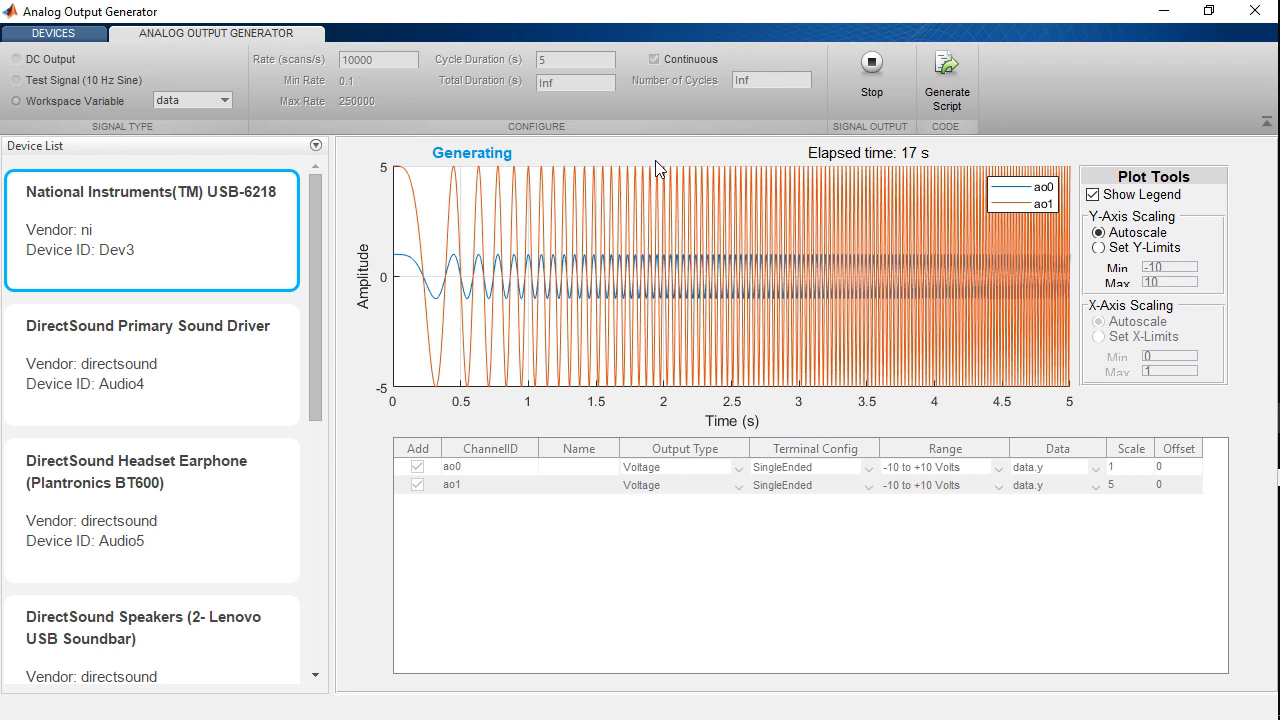 Analog Output Generator
DEVICES
ANALOG OUTPUT GENERATOR
DC Output
Test Signal (10 Hz Sine)
Workspace Variable data
SIGNAL TYPE
Rate (scans/s) 10000
Min Rate 0.1
Max Rate 250000
Cycle Duration (s) 5
Total Duration (s) Inf
Continuous
Number of Cycles Inf
CONFIGURE
Stop
SIGNAL OUTPUT
Generate
Script
CODE
Device List
National Instruments(TM) USB-6218
Vendor: ni
Device ID: Dev3
DirectSound Primary Sound Driver
Vendor: directsound
Device ID: Audio4
DirectSound Headset Earphone
(Plantronics BT600)
Vendor: directsound
Device ID: Audio5
DirectSound Speakers (2- Lenovo
USB Soundbar)
Vendor: directsound
Generating
Elapsed time: 17 s
5
0
-5
Amplitude
0 0.5 1 1.5 2 2.5 3 3.5 4 4.5 5
Time (s)
ao0
ao1
Plot Tools
Show Legend
Y-Axis Scaling
Autoscale
Set Y-Limits
Min -10
Max 10
X-Axis Scaling
Autoscale
Set X-Limits
Min 0
Max 1
Add ChannelID Name Output Type Terminal Config Range Data Scale Offset
ao0 Voltage SingleEnded -10 to +10 Volts data.y 1 0
ao1 Voltage SingleEnded -10 to +10 Volts data.y 5 0